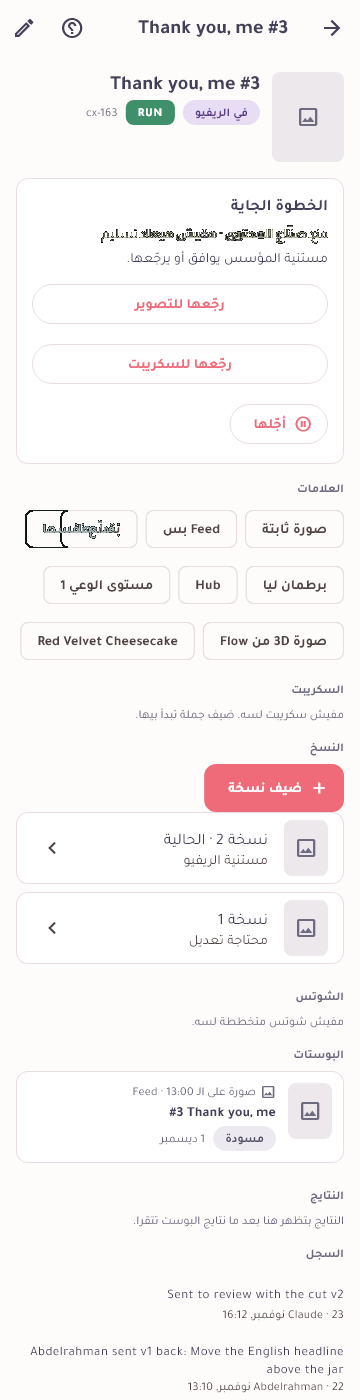 Thank you, me #3
Thank you, me #3
في الريفيو
RUN
cx-163
الخطوة الجاية
تسليم
مستنية المؤسس يوافق أو يرجّعها.
رجّعها للتصوير
رجّعها للسكريبت
أجّلها
العلامات
صورة ثابتة
Feed بس
برطمان ليا
Hub
مستوى الوعي 1
صورة 3D من Flow
Red Velvet Cheesecake
السكريبت
مفيش سكريبت لسه. ضيف جملة تبدأ بيها.
النسخ
ضيف نسخة
نسخة 2 · الحالية
مستنية الريفيو
نسخة 1
محتاجة تعديل
الشوتس
مفيش شوتس متخططة لسه.
البوستات
صورة على الـ Feed · 13:00
#3 Thank you, me
مسودة
1 ديسمبر
النتايج
النتايج بتظهر هنا بعد ما نتايج البوست تتقرا.
السجل
Sent to review with the cut v2
Claude · 23 نوفمبر، 16:12
Abdelrahman sent v1 back: Move the English headline
above the jar
Abdelrahman · 22 نوفمبر، 13:10